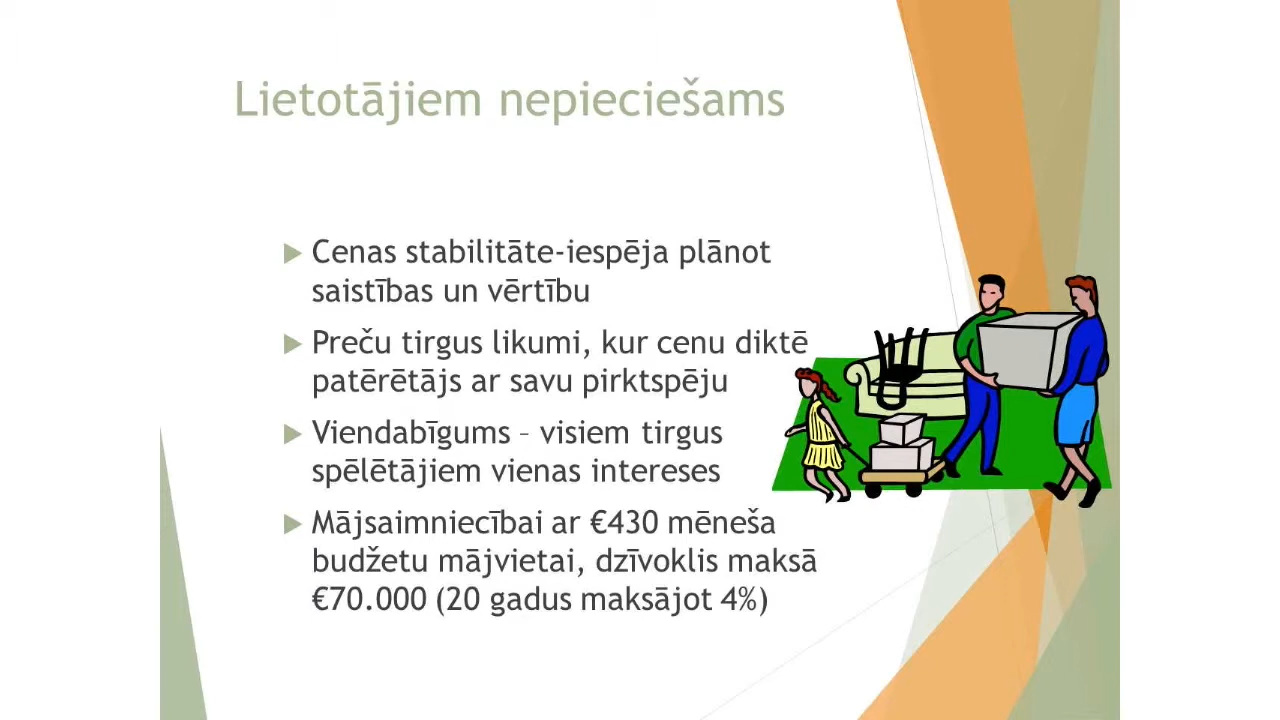 Lietotājiem nepieciešams
Cenas stabilitāte-iespēja plānot
saistības un vērtību
Preču tirgus likumi, kur cenu diktē
patērētājs ar savu pirktspēju
Viendabīgums – visiem tirgus
spēlētājiem vienas intereses
Mājsaimniecībai ar €430 mēneša
budžetu mājvietai, dzīvoklis maksā
€70.000 (20 gadus maksājot 4%)